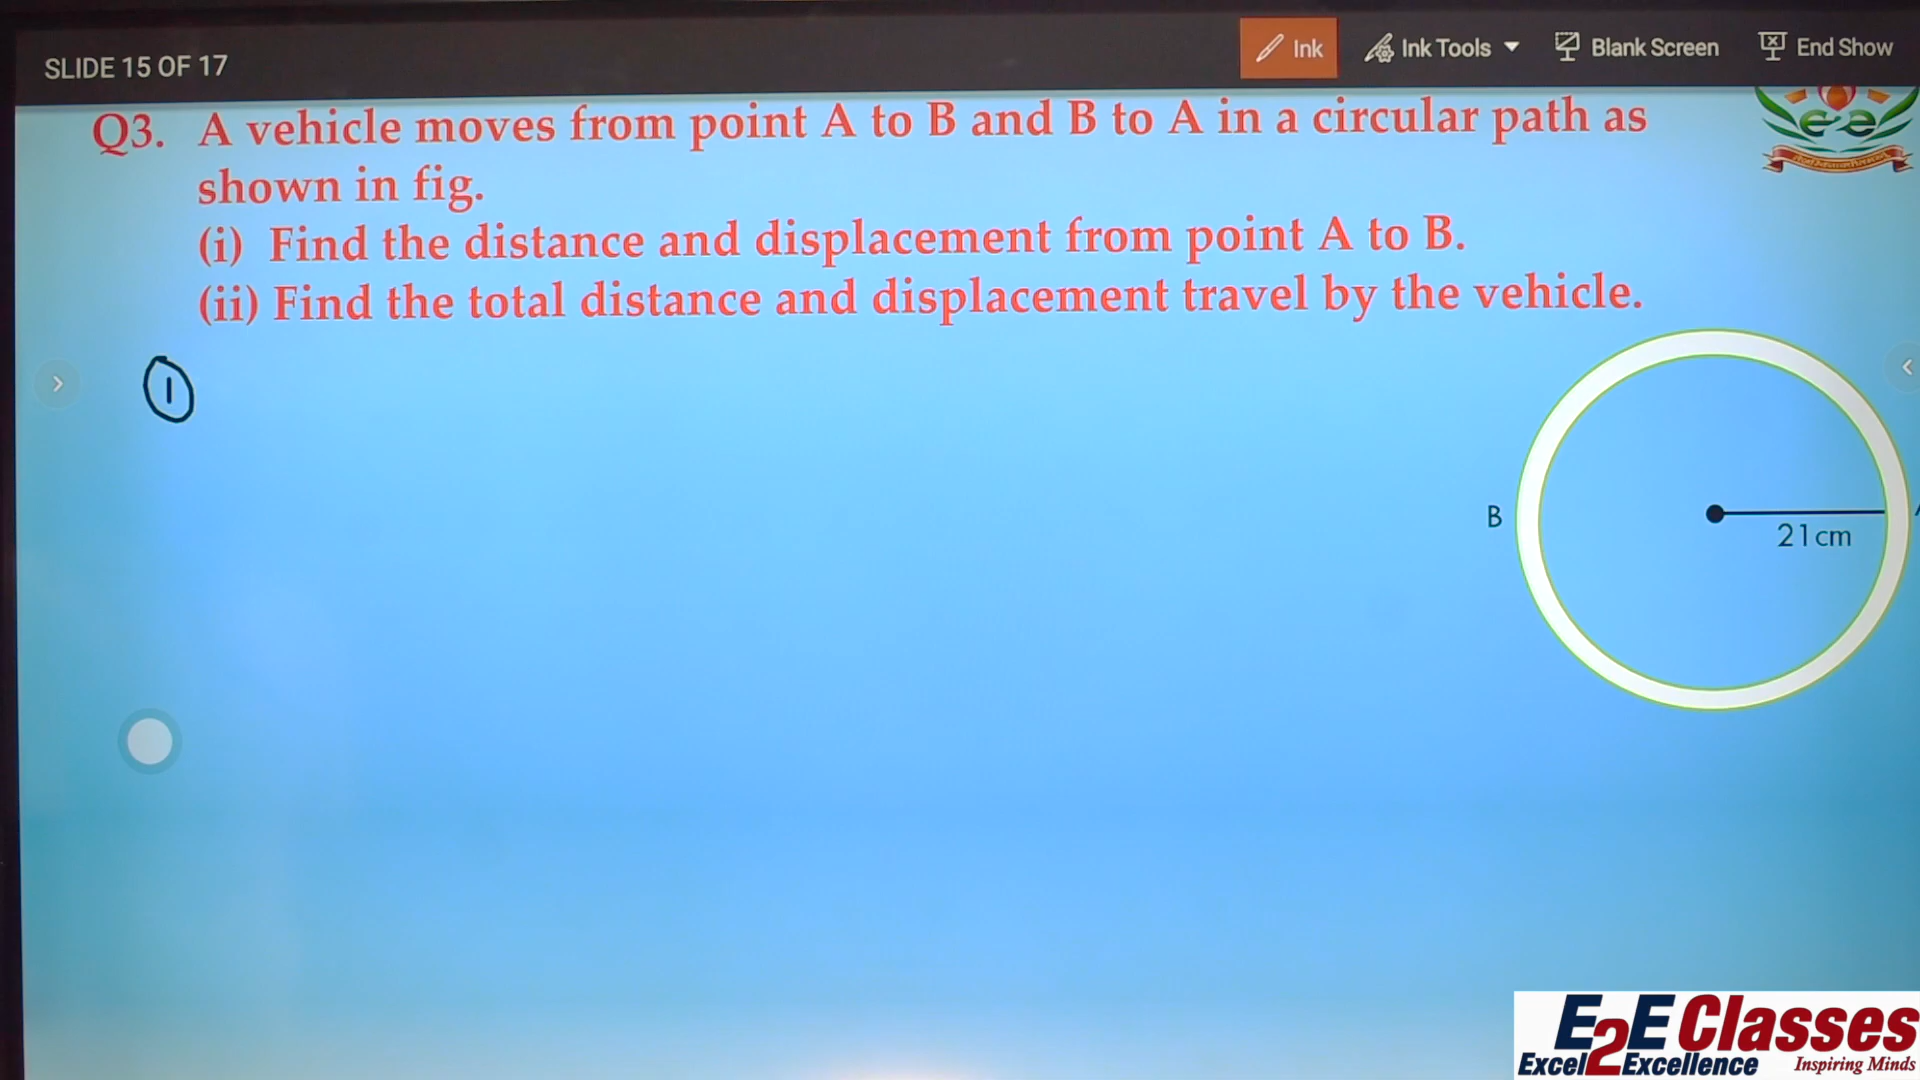 SLIDE 15 OF 17
Ink
Ink Tools
Blank Screen
End Show
Q3. A vehicle moves from point A to B and B to A in a circular path as
shown in fig.
(i) Find the distance and displacement from point A to B.
(ii) Find the total distance and displacement travel by the vehicle.
e2e
1
B
21cm
E2E Classes
Excel2Excellence Inspiring Minds